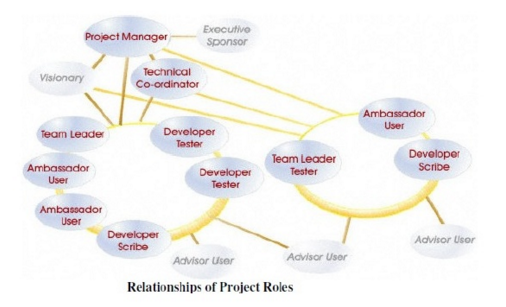 Executive
Sponsor
Project Manager
Visionary
Technical
Co-ordinator
Ambassador
User
Team Leader
Developer
Tester
Developer
Scribe
Team Leader
Tester
Ambassador
User
Developer
Tester
Ambassador
User
Developer
Scribe
Advisor User
Advisor User
Advisor User
Relationships of Project Roles